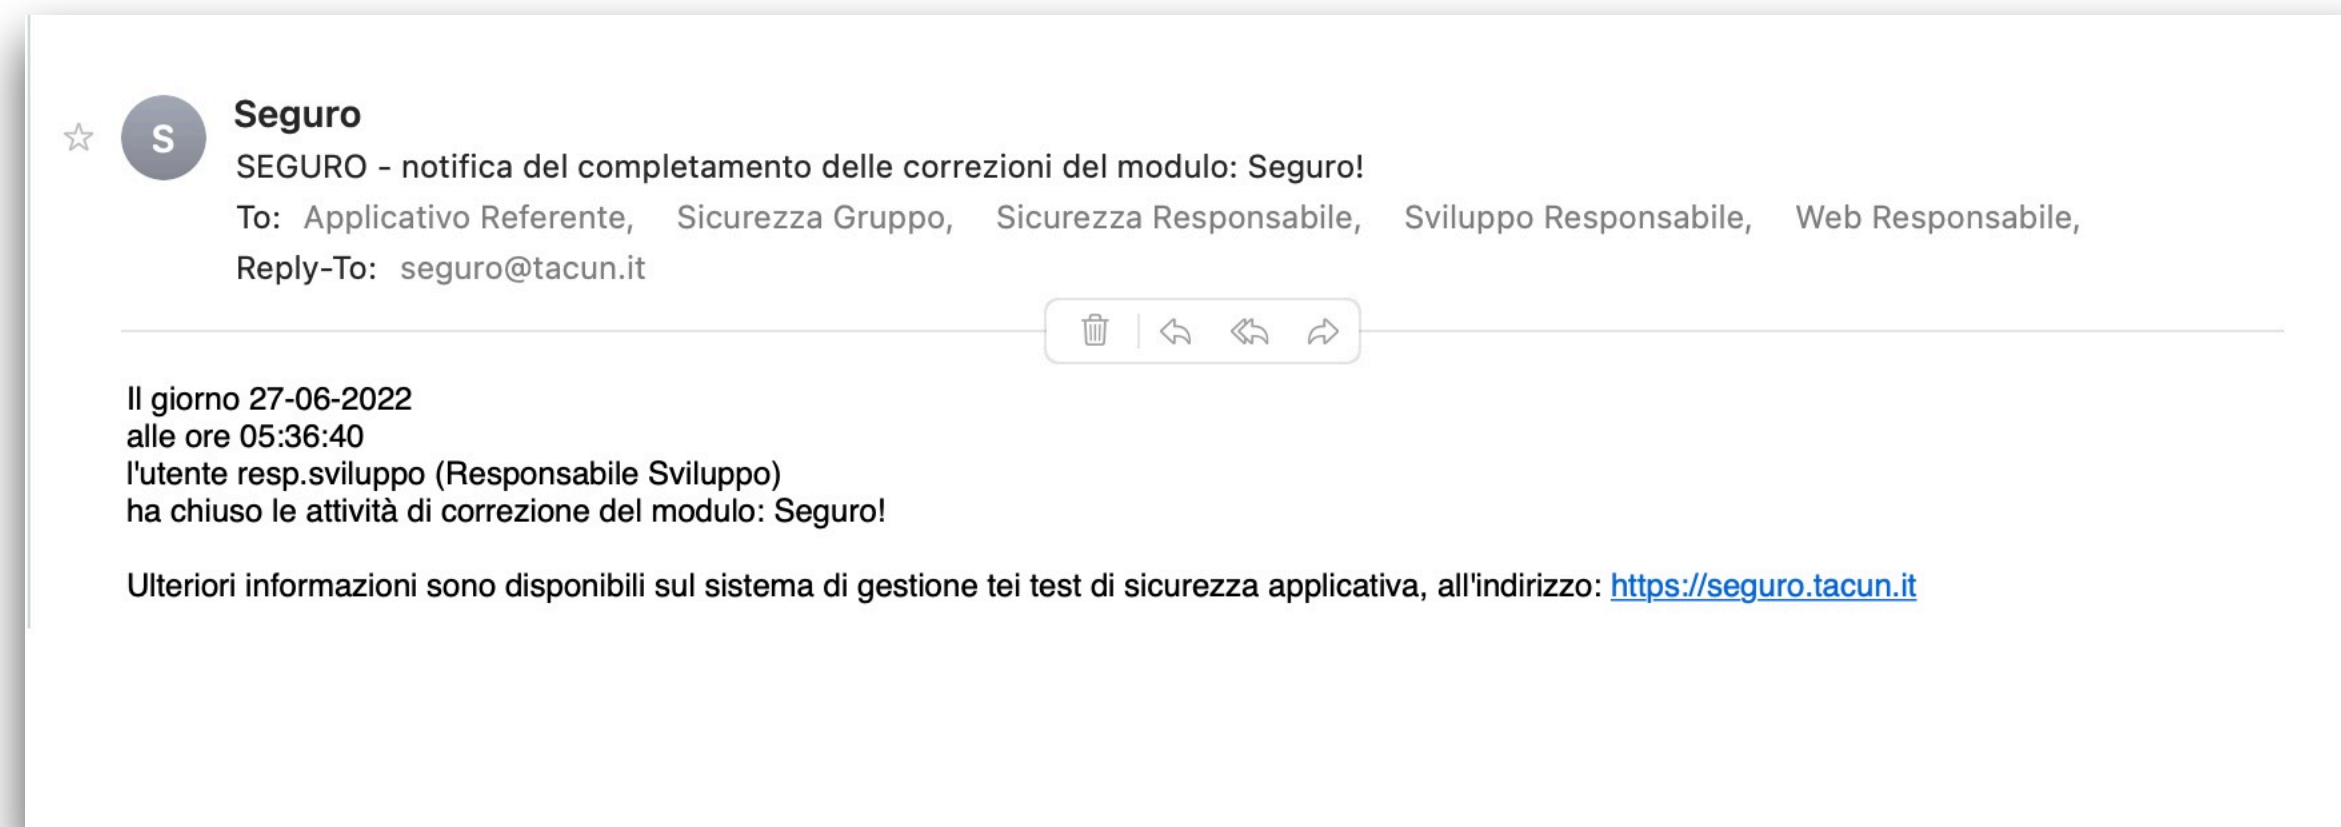 S
Seguro
SEGURO - notifica del completamento delle correzioni del modulo: Seguro!
To: Applicativo Referente, Sicurezza Gruppo, Sicurezza Responsabile, Sviluppo Responsabile, Web Responsabile,
Reply-To: seguro@tacun.it
Il giorno 27-06-2022
alle ore 05:36:40
l'utente resp.sviluppo (Responsabile Sviluppo)
ha chiuso le attività di correzione del modulo: Seguro!
Ulteriori informazioni sono disponibili sul sistema di gestione tei test di sicurezza applicativa, all'indirizzo: https://seguro.tacun.it